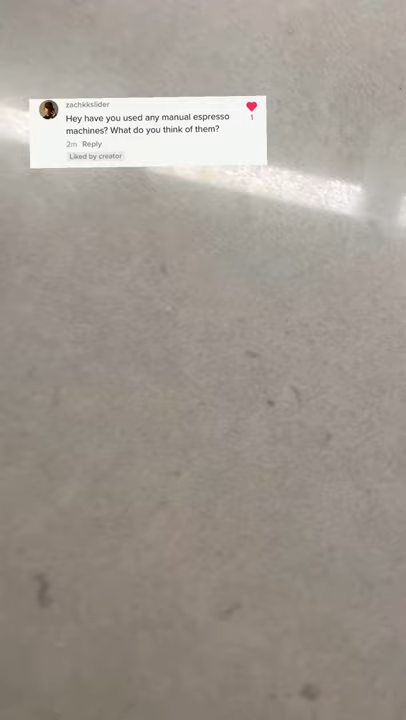 zachkkslider
Hey have you used any manual espresso
machines? What do you think of them?
1
2m Reply
Liked by creator